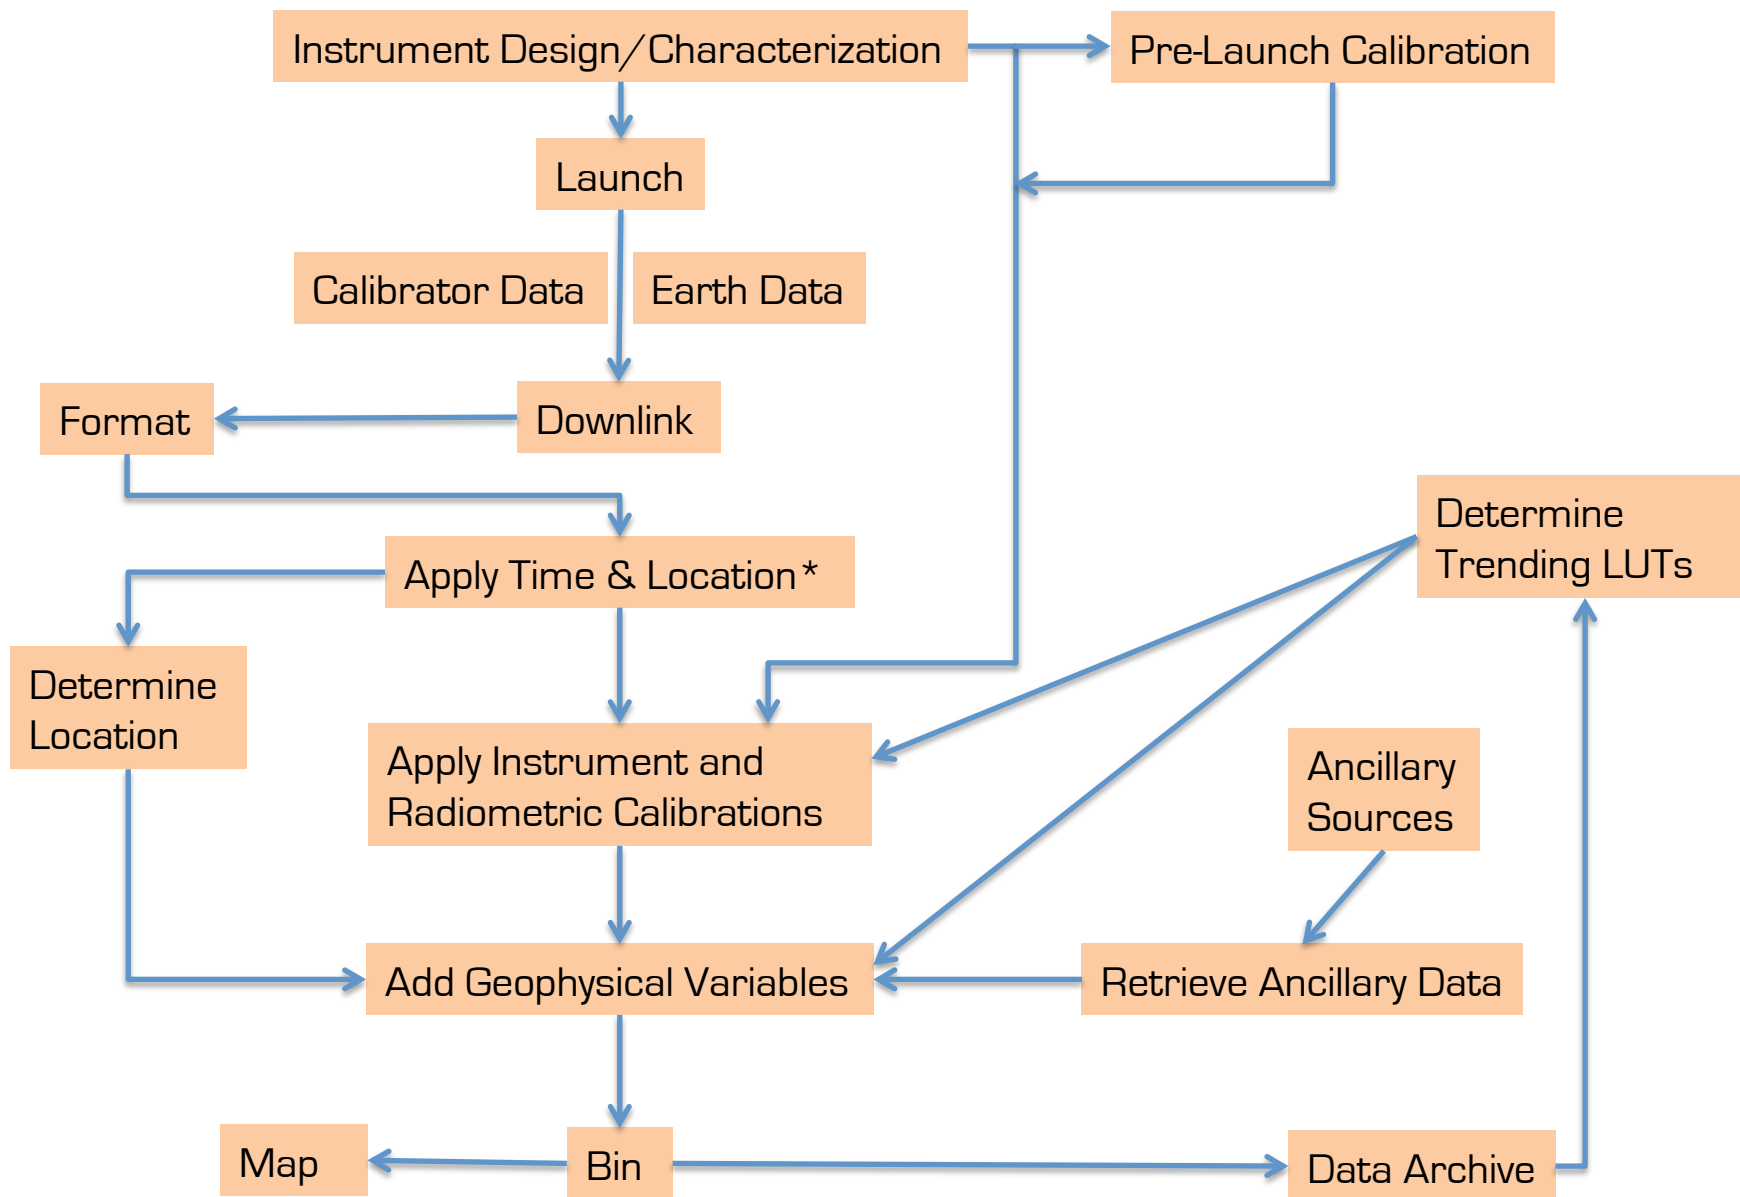 Instrument Design/Characterization
Pre-Launch Calibration
Launch
Calibrator Data
Earth Data
Format
Downlink
Determine
Trending LUTs
Apply Time & Location*
Determine
Location
Apply Instrument and
Radiometric Calibrations
Ancillary
Sources
Add Geophysical Variables
Retrieve Ancillary Data
Map
Bin
Data Archive